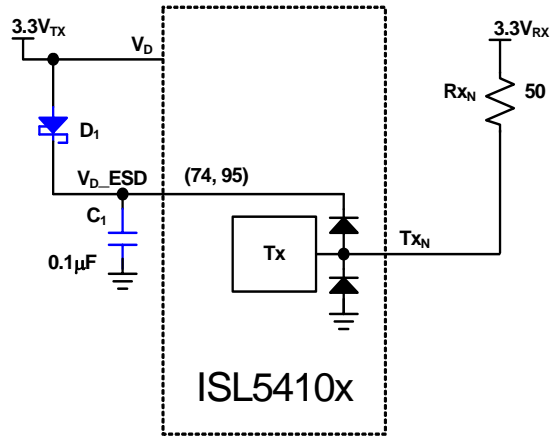 3.3VTX
3.3VRX
VD
RxN
50
D1
VD_ESD
(74, 95)
C1
0.1μF
Tx
TxN
ISL5410x